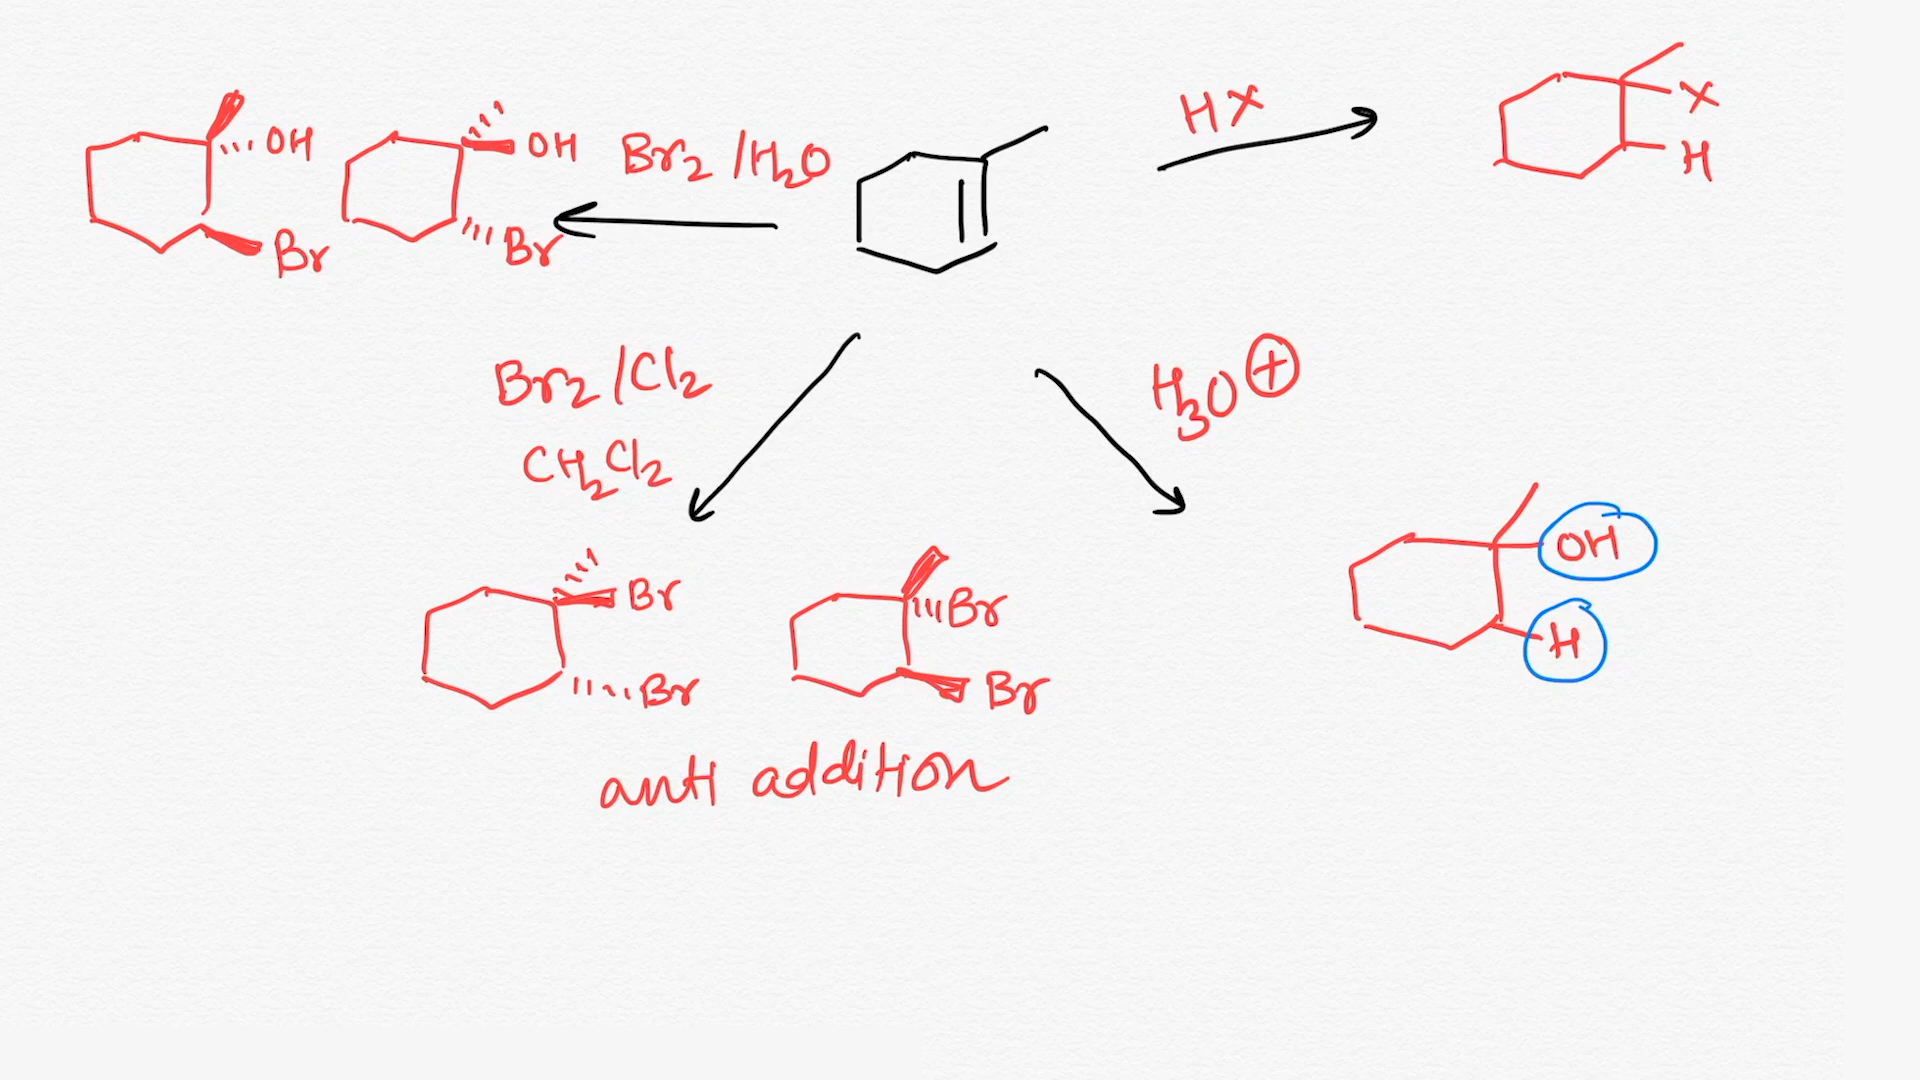 HX
X
H
Br₂ /H₂O
OH
Br
OH
Br
Br₂ /Cl₂
CH₂Cl₂
H₃O⊕
OH
H
Br
Br
Br
Br
anti addition